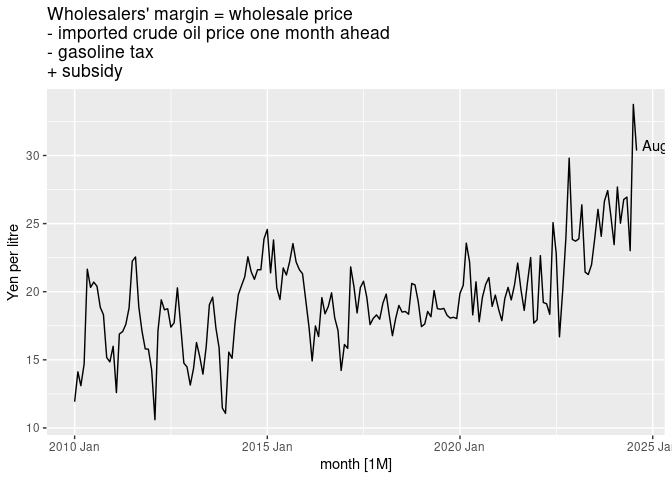 Wholesalers' margin = wholesale price
- imported crude oil price one month ahead
- gasoline tax
+ subsidy
30
25
20
15
10
Yen per litre
Aug
2010 Jan
2015 Jan
2020 Jan
2025 Ja
month [1M]